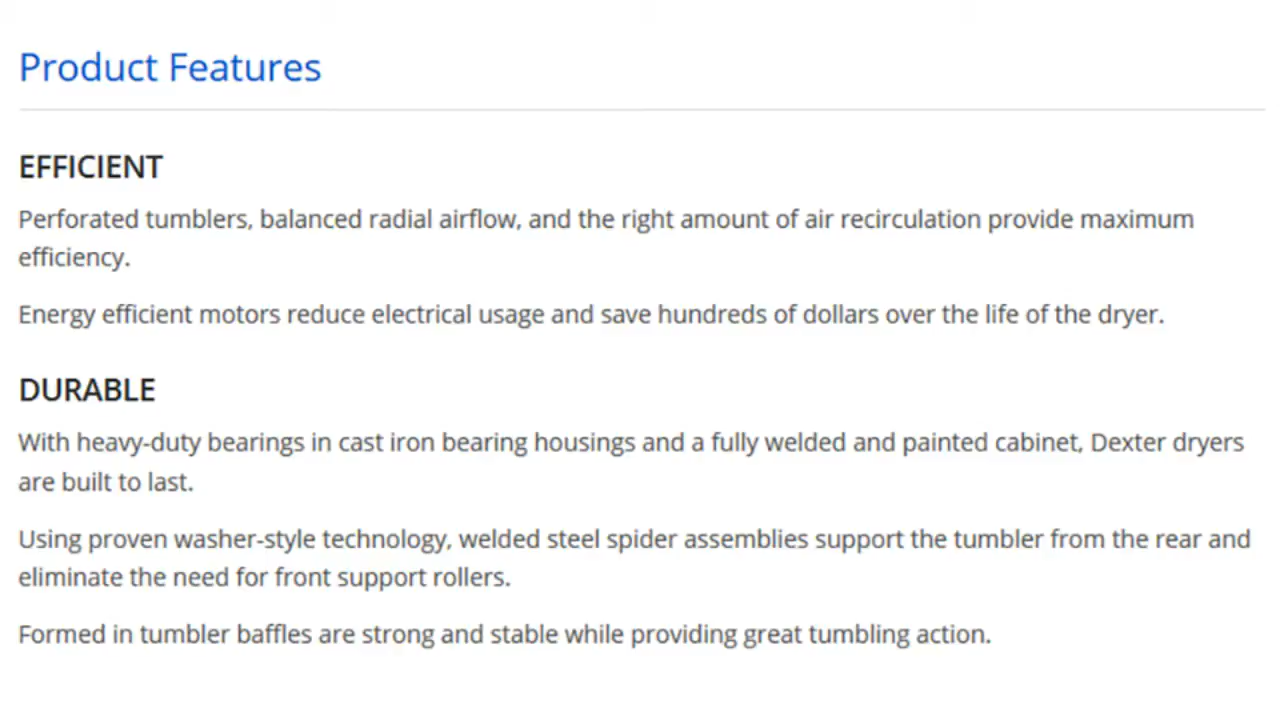 Product Features
EFFICIENT
Perforated tumblers, balanced radial airflow, and the right amount of air recirculation provide maximum
efficiency.
Energy efficient motors reduce electrical usage and save hundreds of dollars over the life of the dryer.
DURABLE
With heavy-duty bearings in cast iron bearing housings and a fully welded and painted cabinet, Dexter dryers
are built to last.
Using proven washer-style technology, welded steel spider assemblies support the tumbler from the rear and
eliminate the need for front support rollers.
Formed in tumbler baffles are strong and stable while providing great tumbling action.